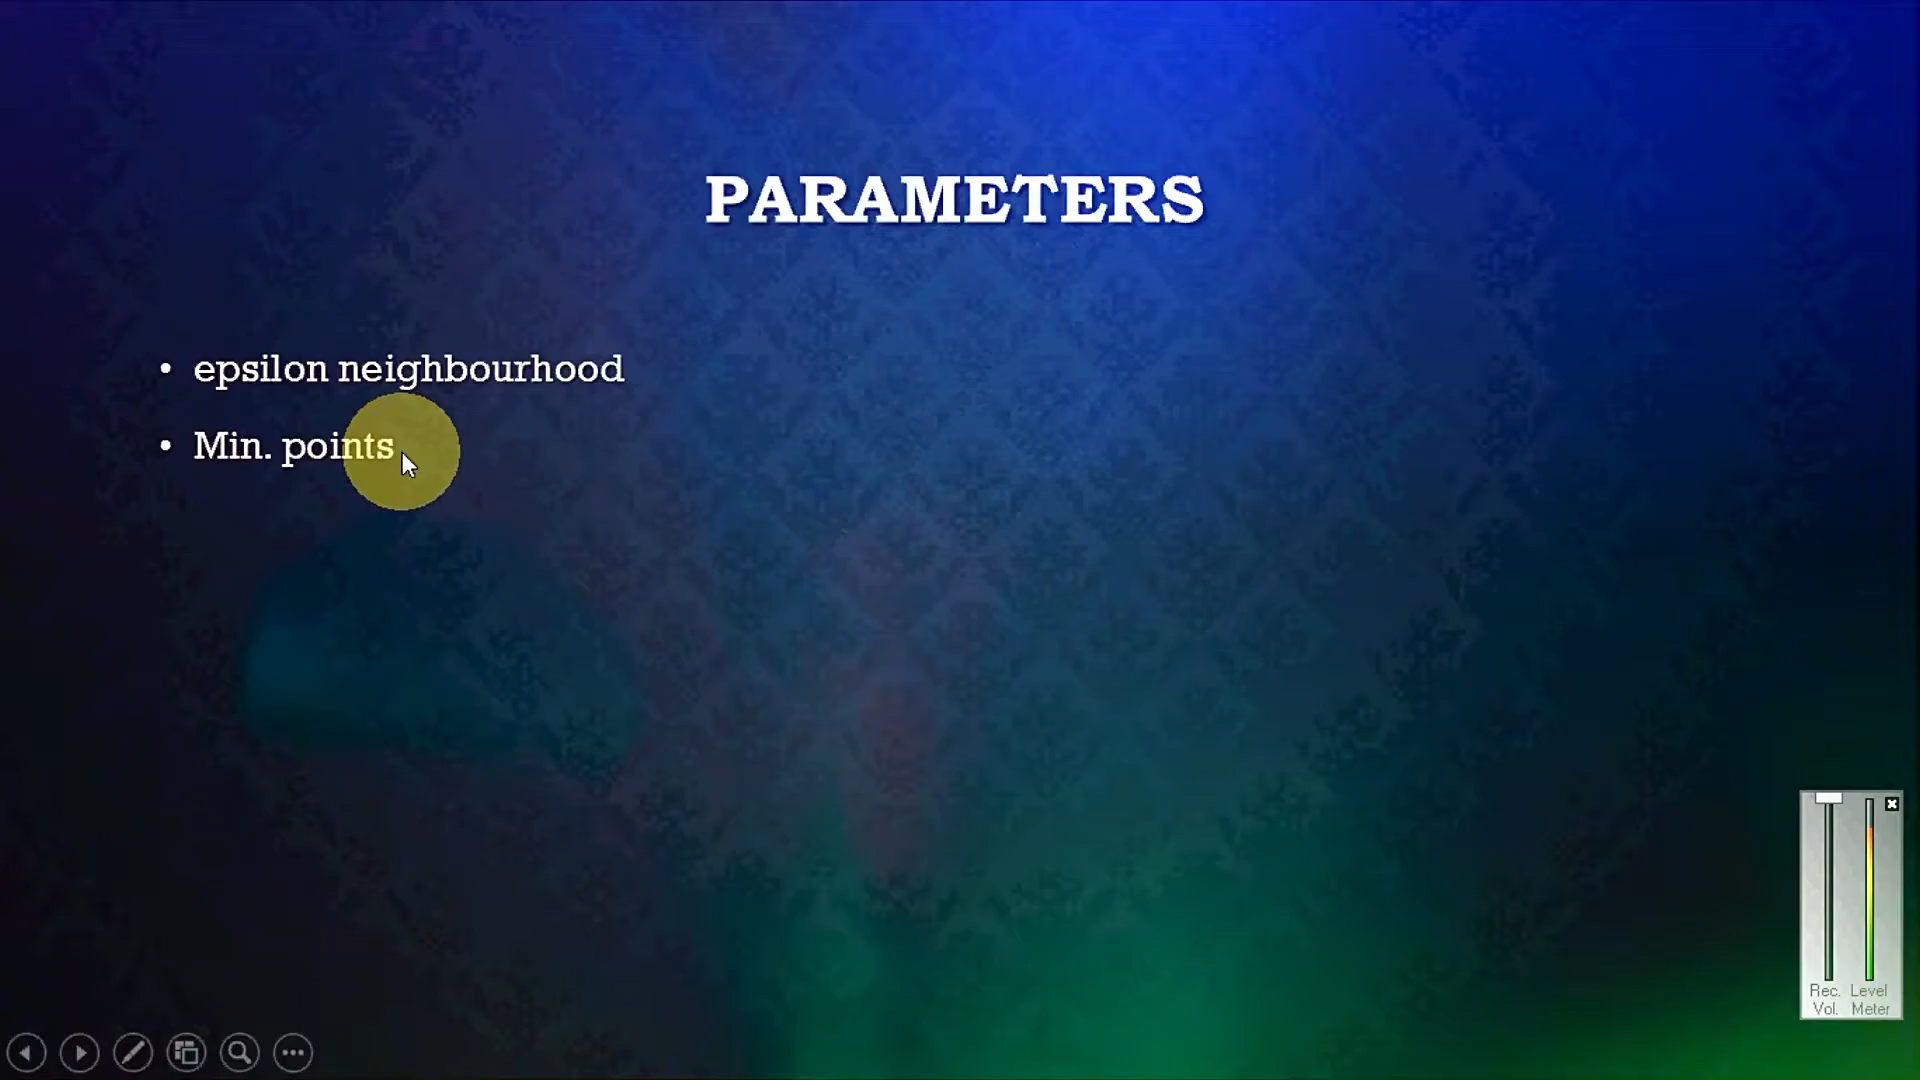 PARAMETERS
• epsilon neighbourhood
• Min. points
Rec. Level
Vol. Meter